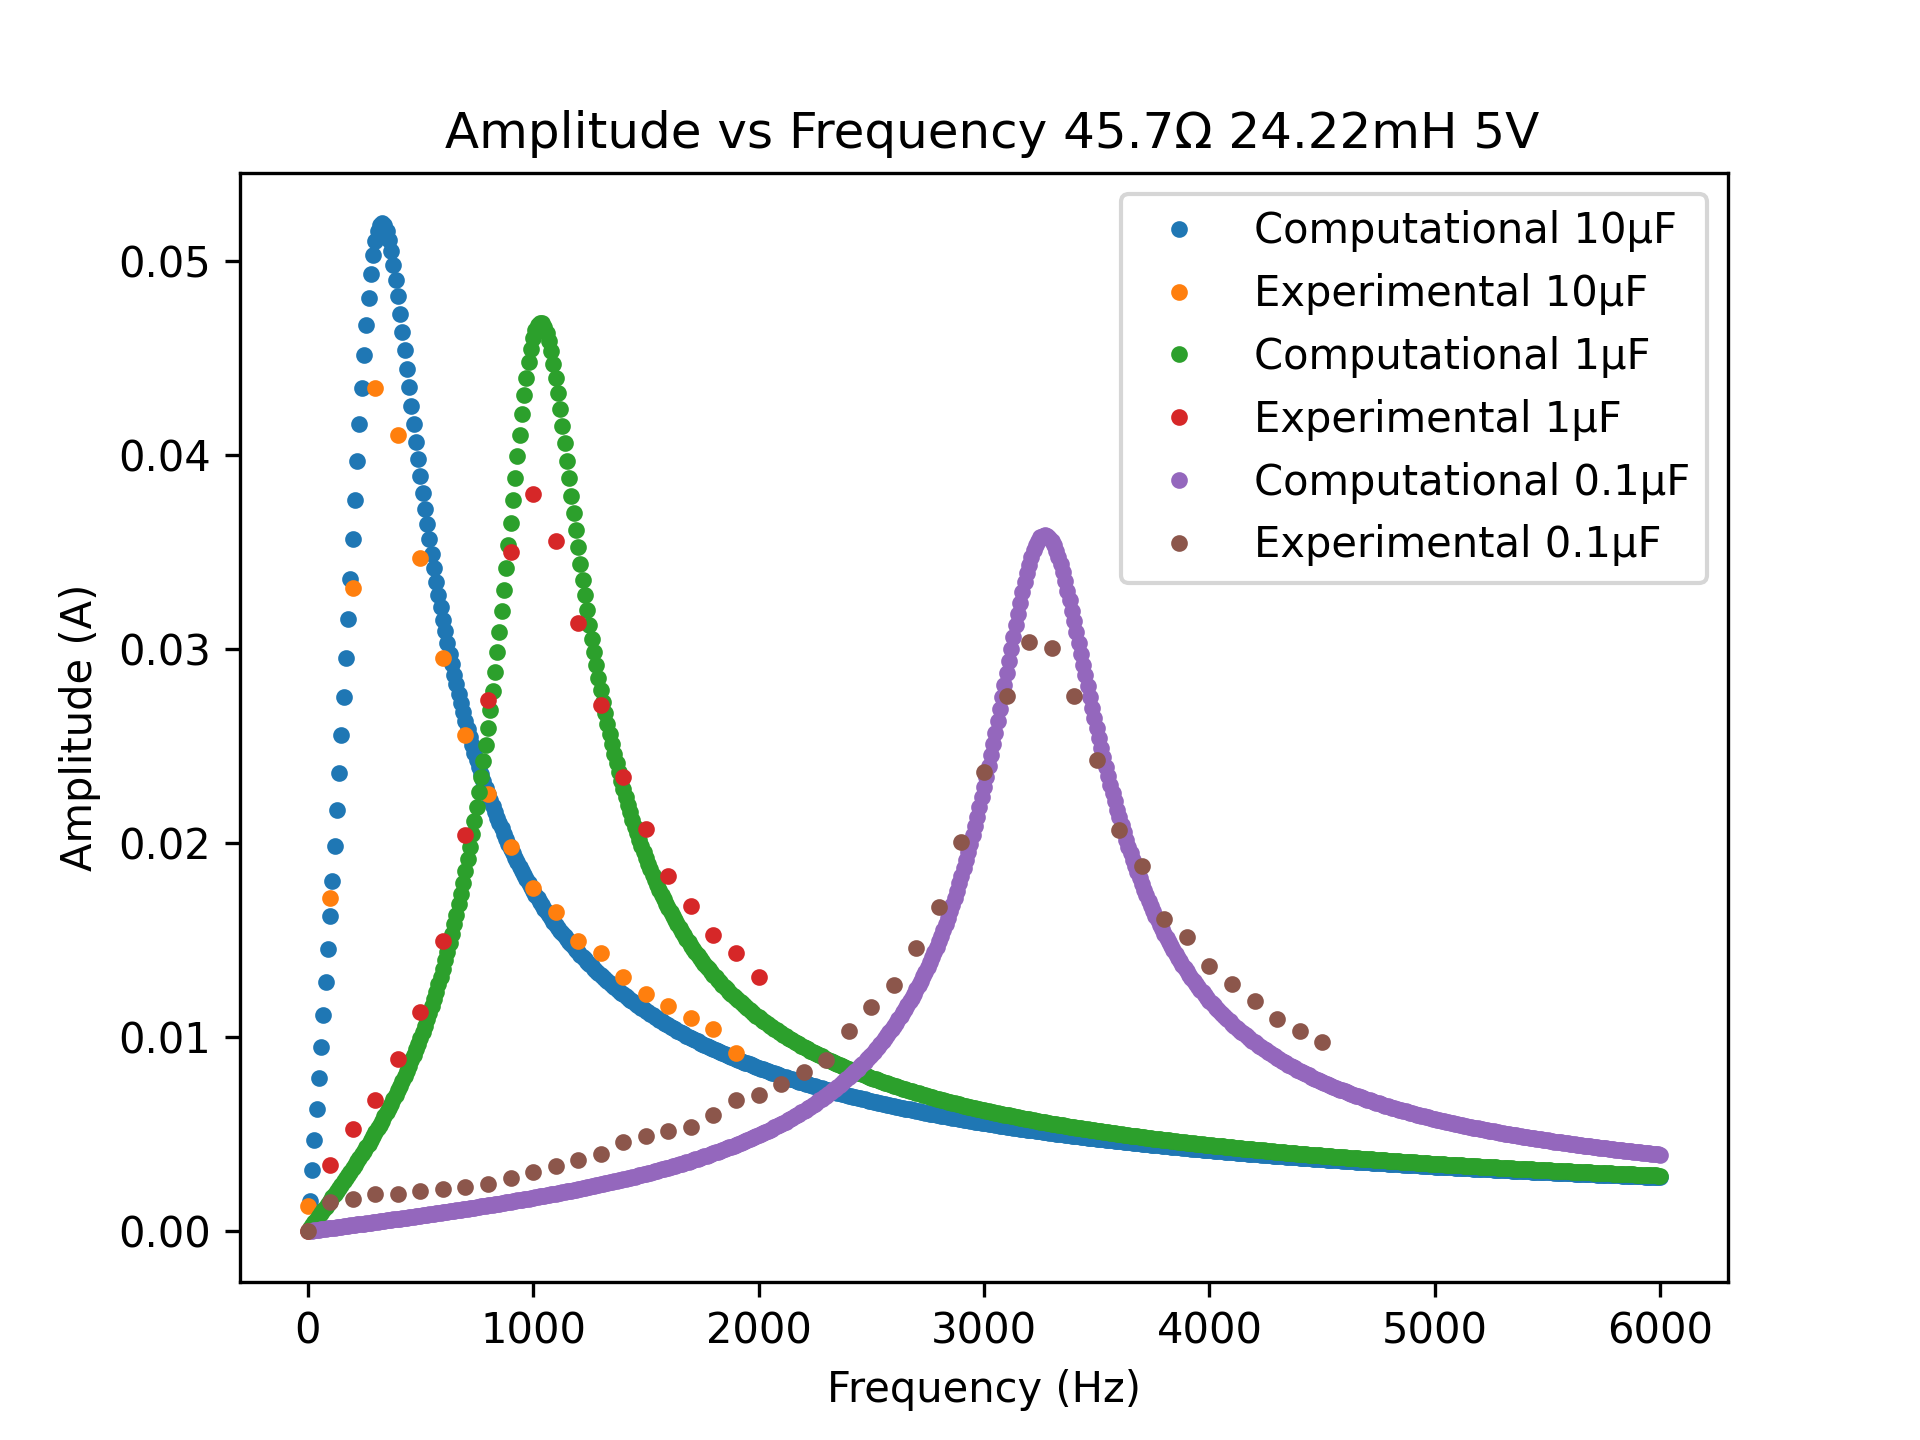 Amplitude vs Frequency 45.7Ω 24.22mH 5V
Computational 10μF
Experimental 10μF
Computational 1μF
Experimental 1μF
Computational 0.1μF
Experimental 0.1μF
Amplitude (A)
0.05
0.04
0.03
0.02
0.01
0.00
0 1000 2000 3000 4000 5000 6000
Frequency (Hz)